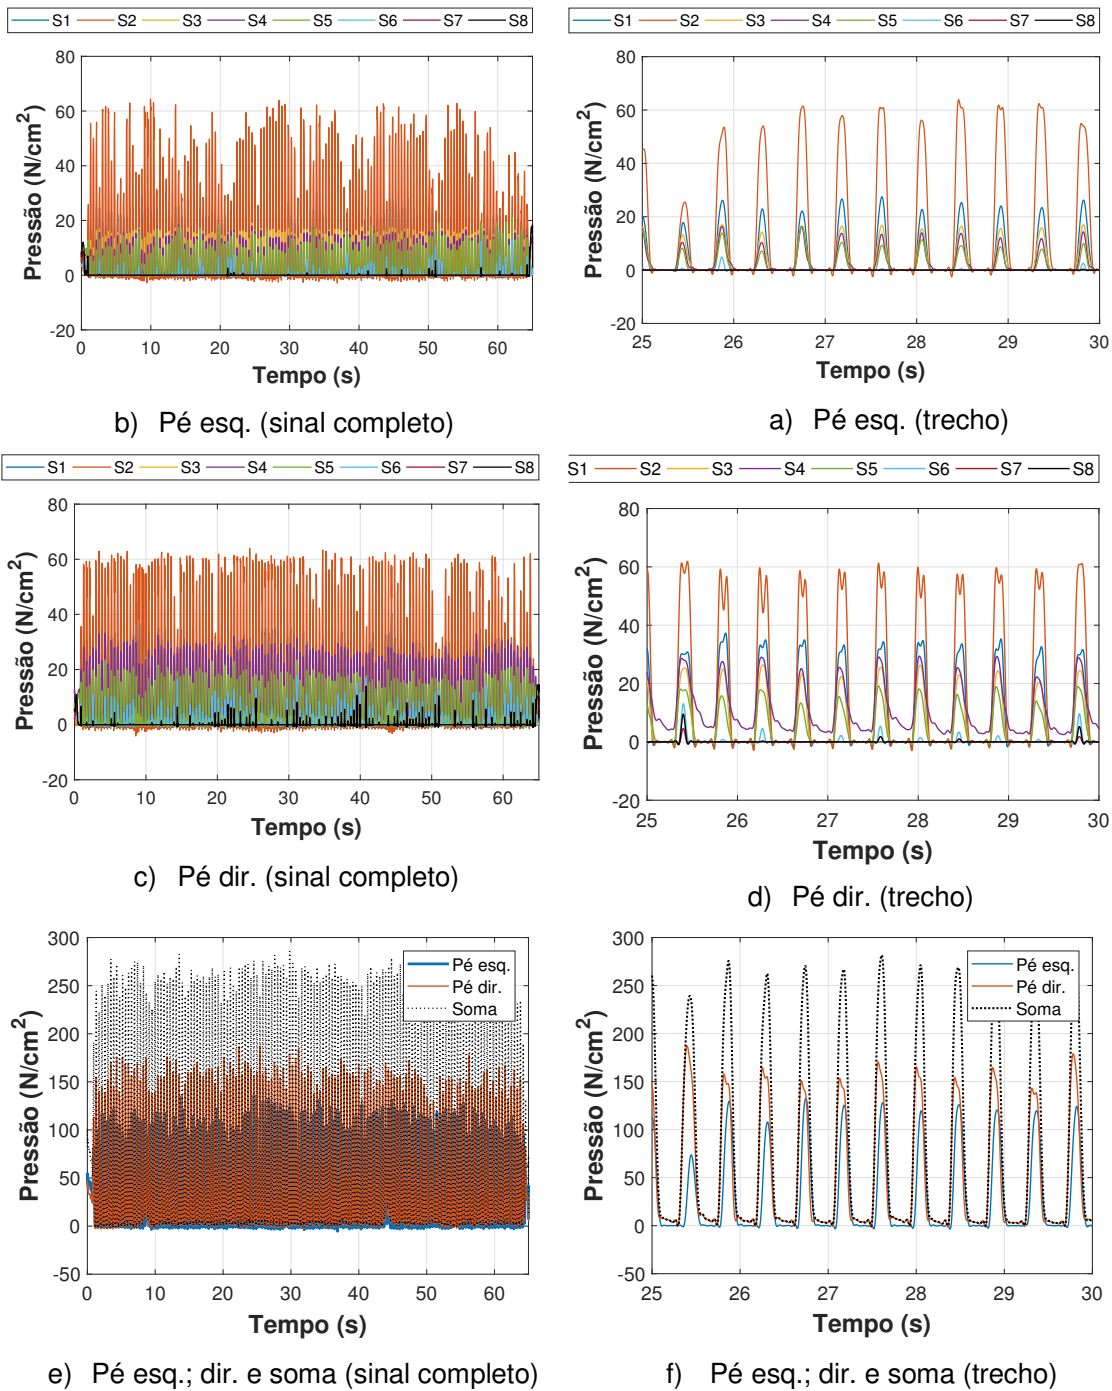 S1 S2 S3 S4 S5 S6 S7 S8
80
60
40
20
0
-20
Pressão (N/cm²)
0 10 20 30 40 50 60
Tempo (s)
b) Pé esq. (sinal completo)
S1 S2 S3 S4 S5 S6 S7 S8
80
60
40
20
0
-20
Pressão (N/cm²)
25 26 27 28 29 30
Tempo (s)
a) Pé esq. (trecho)
S1 S2 S3 S4 S5 S6 S7 S8
80
60
40
20
0
-20
Pressão (N/cm²)
0 10 20 30 40 50 60
Tempo (s)
c) Pé dir. (sinal completo)
S1 S2 S3 S4 S5 S6 S7 S8
80
60
40
20
0
-20
Pressão (N/cm²)
25 26 27 28 29 30
Tempo (s)
d) Pé dir. (trecho)
300
250
200
150
100
50
0
-50
Pressão (N/cm²)
Pé esq.
Pé dir.
Soma
0 10 20 30 40 50 60
Tempo (s)
e) Pé esq.; dir. e soma (sinal completo)
300
250
200
150
100
50
0
-50
Pressão (N/cm²)
Pé esq.
Pé dir.
Soma
25 26 27 28 29 30
Tempo (s)
f) Pé esq.; dir. e soma (trecho)